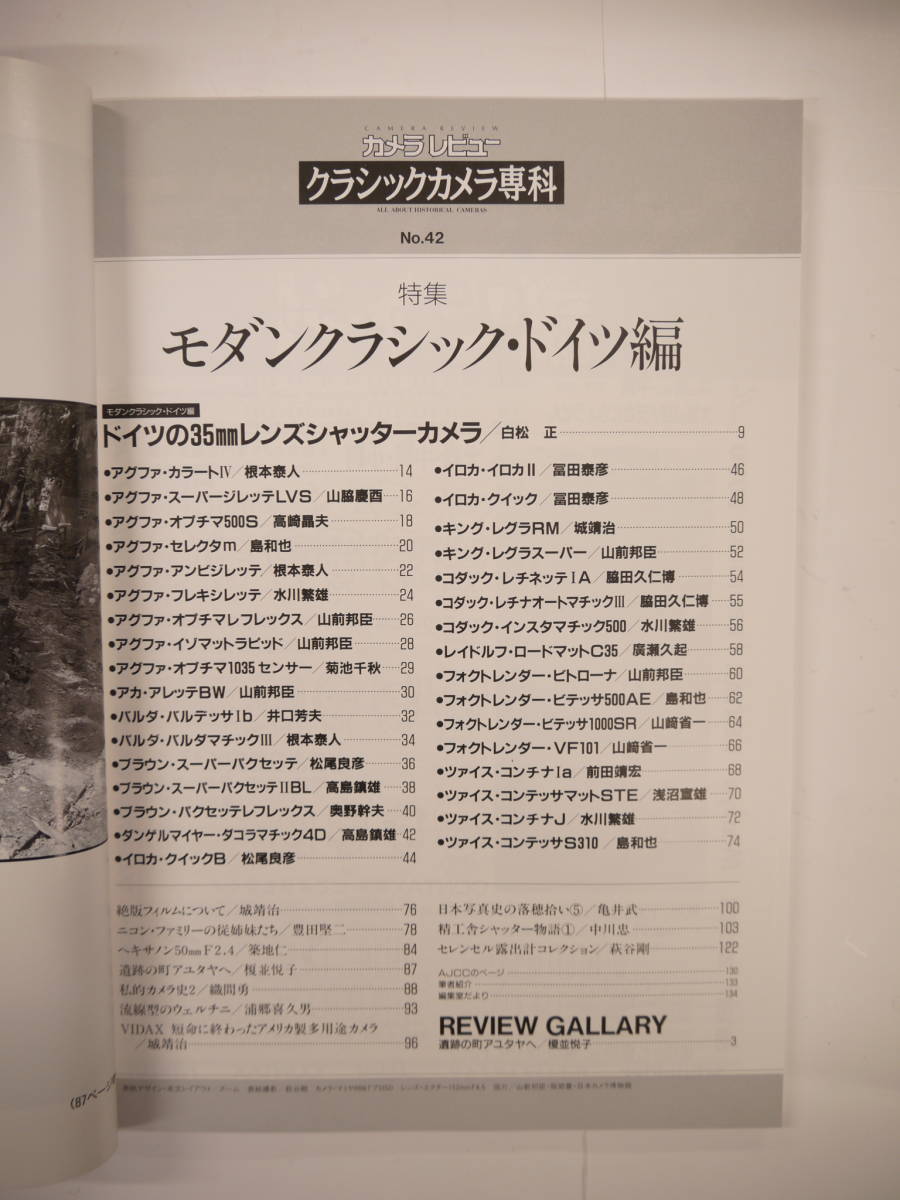 CAMERA REVIEW
カメラレビュー
クラシックカメラ専科
ALL ABOUT HISTORICAL CAMERAS
No.42
特集
モダンクラシック・ドイツ編
モダンクラシック・ドイツ編
ドイツの35mmレンズシャッターカメラ/白松 正 9
●アグファ・カラートIV/根本泰人 14
●アグファ・スーパージレッテLVS/山脇慶酉 16
●アグファ・オプチマ500S/高崎晶夫 18
●アグファ・セレクタm/島和也 20
●アグファ・アンビジレッテ/根本泰人 22
●アグファ・フレキシレッテ/水川繁雄 24
●アグファ・オプチマレフレックス/山前邦臣 26
●アグファ・イゾマットラピッド/山前邦臣 28
●アグファ・オプチマ1035センサー/菊池千秋 29
●アカ・アレッテBW/山前邦臣 30
●バルダ・バルデッサIb/井口芳夫 32
●バルダ・バルダマチックIII/根本泰人 34
●ブラウン・スーパーパクセッテ/松尾良彦 36
●ブラウン・スーパーパクセッテIIBL/高島鎮雄 38
●ブラウン・パクセッテレフレックス/奥野幹夫 40
●ダンゲルマイヤー・ダコラマチック4D/高島鎮雄 42
●イロカ・クイックB/松尾良彦 44
●イロカ・イロカII/冨田泰彦 46
●イロカ・クイック/冨田泰彦 48
●キング・レグラRM/城靖治 50
●キング・レグラスーパー/山前邦臣 52
●コダック・レチネッテIA/脇田久仁博 54
●コダック・レチナオートマチックIII/脇田久仁博 55
●コダック・インスタマチック500/水川繁雄 56
●レイドルフ・ロードマットC35/廣瀬久起 58
●フォクトレンダー・ビトローナ/山前邦臣 60
●フォクトレンダー・ビテッサ500AE/島和也 62
●フォクトレンダー・ビテッサ1000SR/山﨑省一 64
●フォクトレンダー・VF101/山﨑省一 66
●ツァイス・コンチナIa/前田靖宏 68
●ツァイス・コンテッサマットSTE/浅沼宣雄 70
●ツァイス・コンチナJ/水川繁雄 72
●ツァイス・コンテッサS310/島和也 74
絶版フィルムについて/城靖治 76
ニコン・ファミリーの従姉妹たち/豊田堅二 78
ヘキサノン50mmF2.4/築地仁 84
遺跡の町アユタヤへ/榎並悦子 87
私的カメラ史2/織間勇 88
流線型のウェルチニ/浦郷喜久男 93
VIDAX 短命に終わったアメリカ製多用途カメラ
/城靖治 96
日本写真史の落穂拾い⑤/亀井武 100
精工舎シャッター物語①/中川忠 103
セレンセル露出計コレクション/萩谷剛 122
AJCCのページ 130
筆者紹介 133
編集室だより 134
REVIEW GALLARY
遺跡の町アユタヤへ/榎並悦子 3
(87ページ